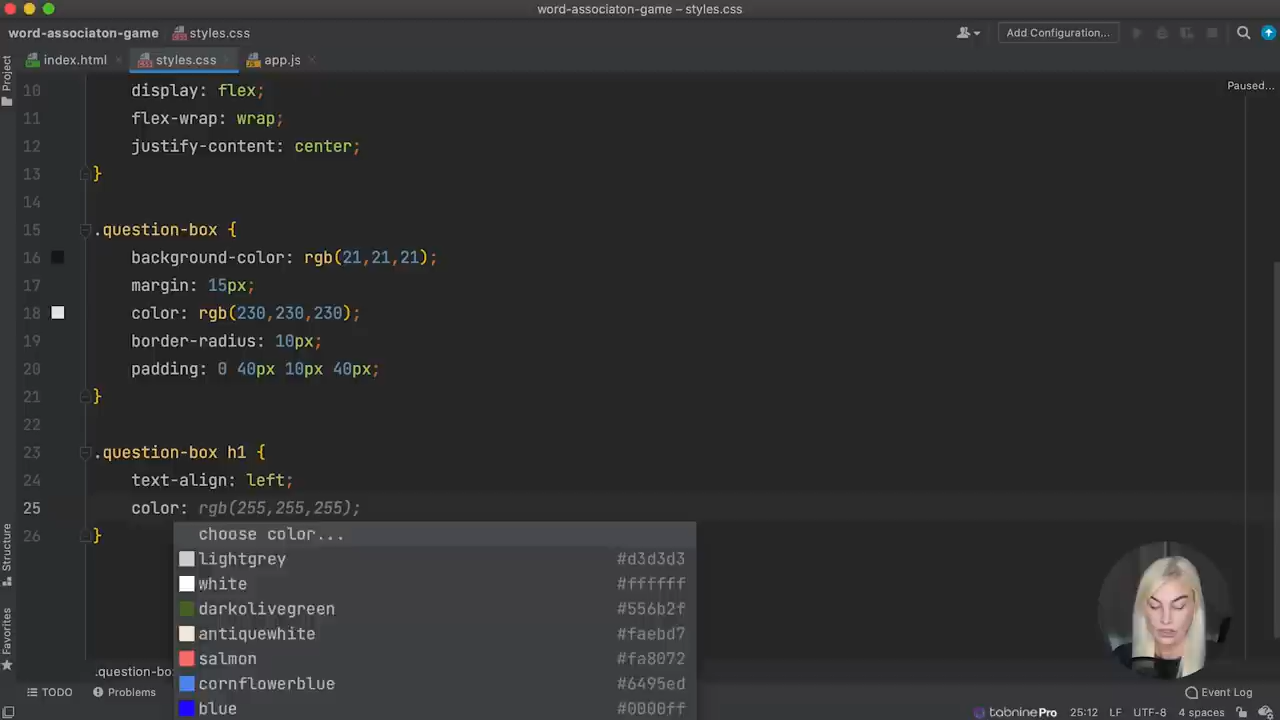 word-associaton-game – styles.css
word-associaton-game
styles.css
Add Configuration...
Project
index.html
styles.css
app.js
Paused...
10 display: flex;
11 flex-wrap: wrap;
12 justify-content: center;
13 }
14
15 .question-box {
16 background-color: rgb(21,21,21);
17 margin: 15px;
18 color: rgb(230,230,230);
19 border-radius: 10px;
20 padding: 0 40px 10px 40px;
21 }
22
23 .question-box h1 {
24 text-align: left;
25 color: rgb(255,255,255);
26 }
choose color...
lightgrey #d3d3d3
white #ffffff
darkolivegreen #556b2f
antiquewhite #faebd7
salmon #fa8072
cornflowerblue #6495ed
blue #0000ff
Structure
Favorites
.question-box
TODO
Problems
Event Log
tabninePro
25:12
LF
UTF-8
4 spaces